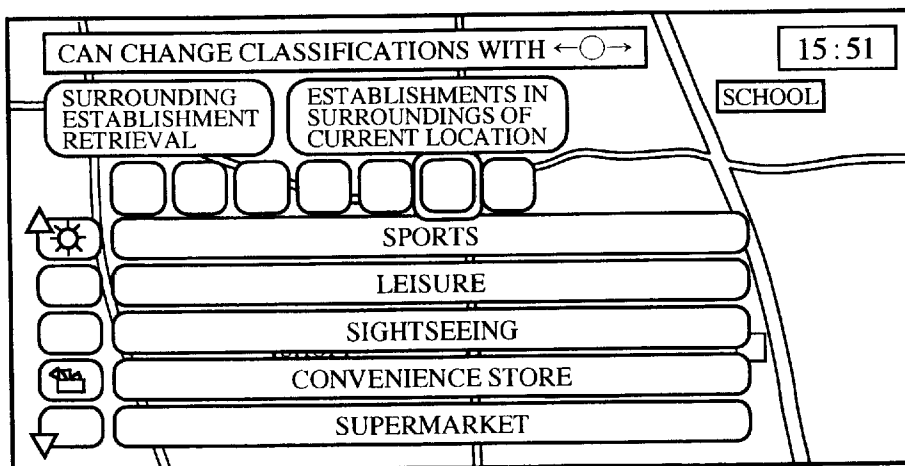 CAN CHANGE CLASSIFICATIONS WITH ←○→
15:51
SURROUNDING
ESTABLISHMENT
RETRIEVAL
ESTABLISHMENTS IN
SURROUNDINGS OF
CURRENT LOCATION
SCHOOL
SPORTS
LEISURE
SIGHTSEEING
CONVENIENCE STORE
SUPERMARKET